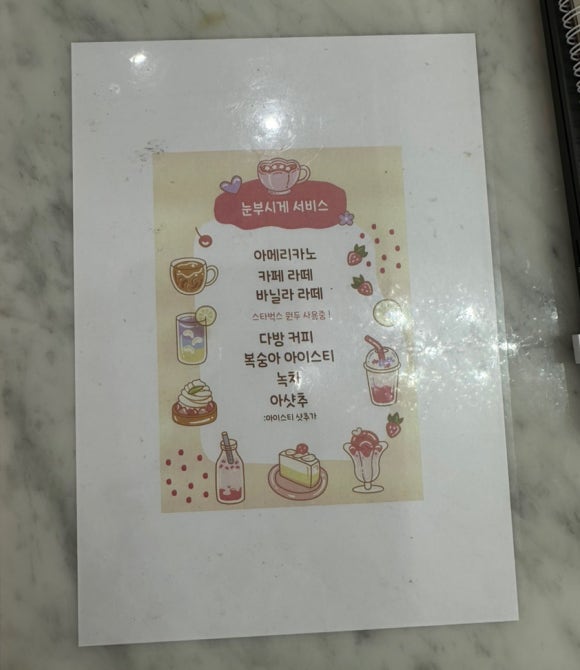 눈부시게 서비스
아메리카노
카페 라떼
바닐라 라떼
스타벅스 원두 사용중!
다방 커피
복숭아 아이스티
녹차
아샷추
:아이스티 샷추가